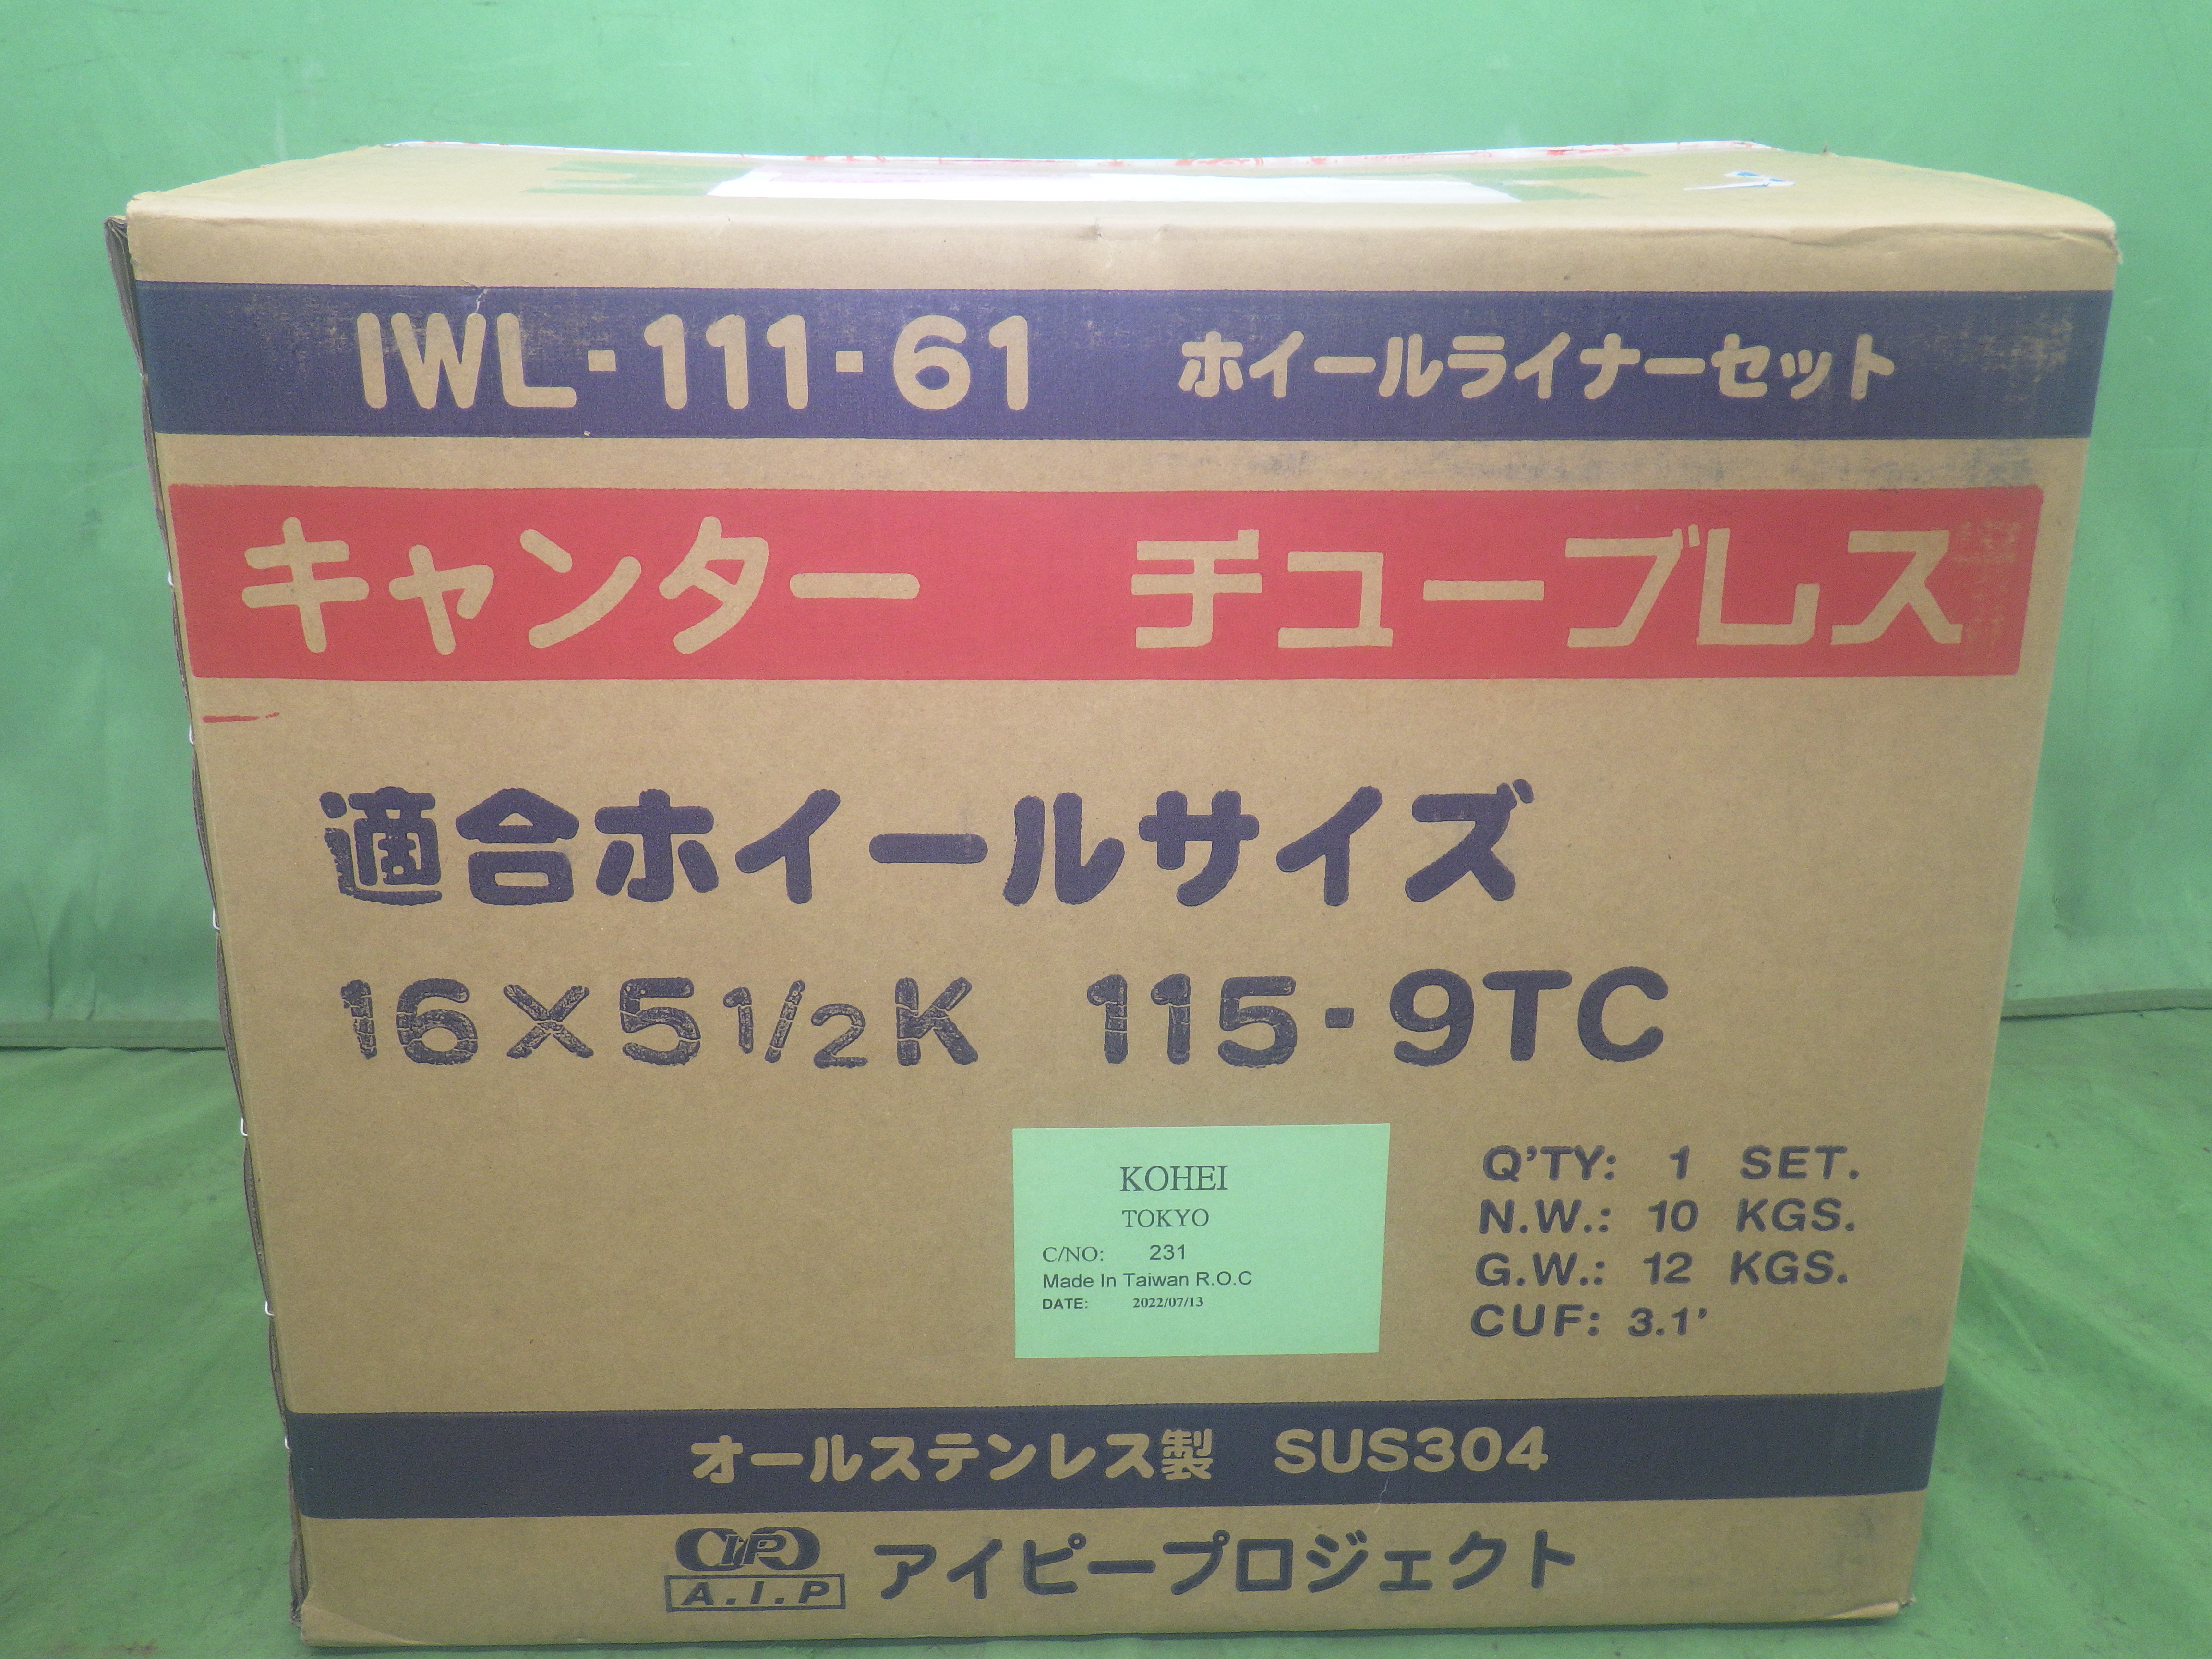 IWL-111-61 ホイールライナーセット
キャンター チューブレス
適合ホイールサイズ
16×5 1/2K 115-9TC
KOHEI
TOKYO
C/NO: 231
Made In Taiwan R.O.C
DATE: 2022/07/13
Q'TY: 1 SET.
N.W.: 10 KGS.
G.W.: 12 KGS.
CUF: 3.1'
オールステンレス製 SUS304
IP
A.I.P
アイピープロジェクト